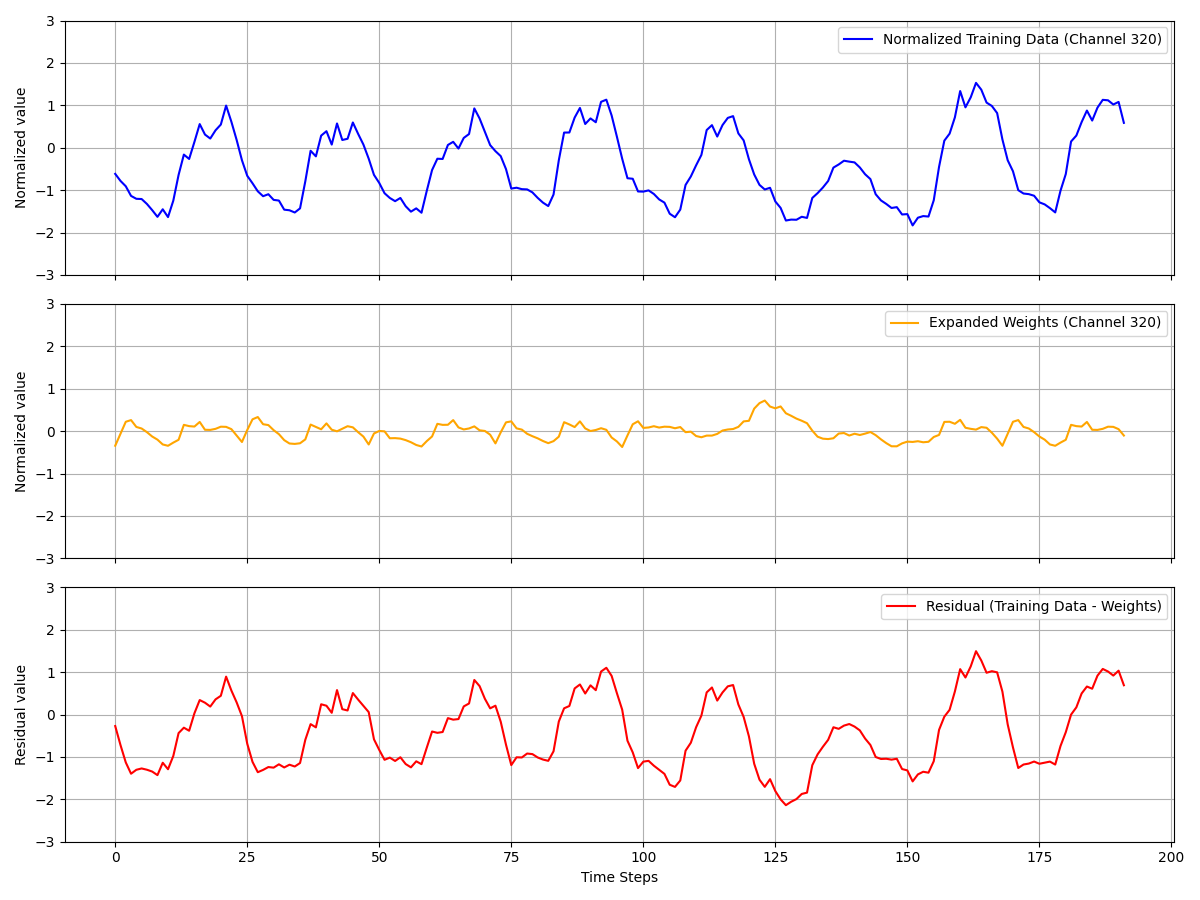 3
2
1
0
−1
−2
−3
Normalized value
Normalized Training Data (Channel 320)
3
2
1
0
−1
−2
−3
Normalized value
Expanded Weights (Channel 320)
3
2
1
0
−1
−2
−3
Residual value
Residual (Training Data - Weights)
0 25 50 75 100 125 150 175 200
Time Steps